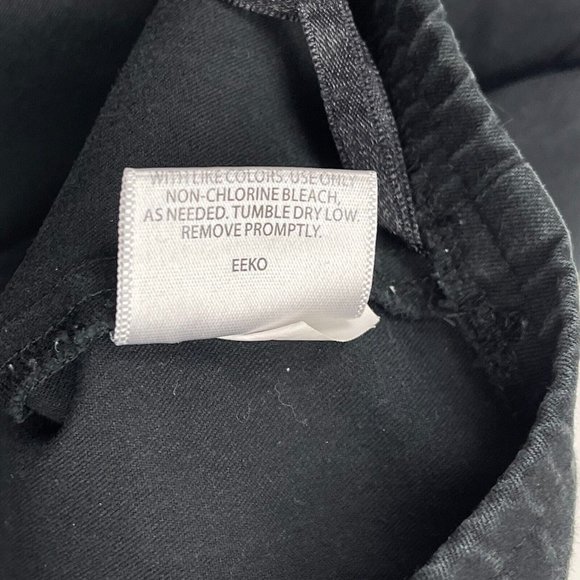 WITH LIKE COLORS. USE ONLY
NON-CHLORINE BLEACH,
AS NEEDED. TUMBLE DRY LOW.
REMOVE PROMPTLY.
EEKO